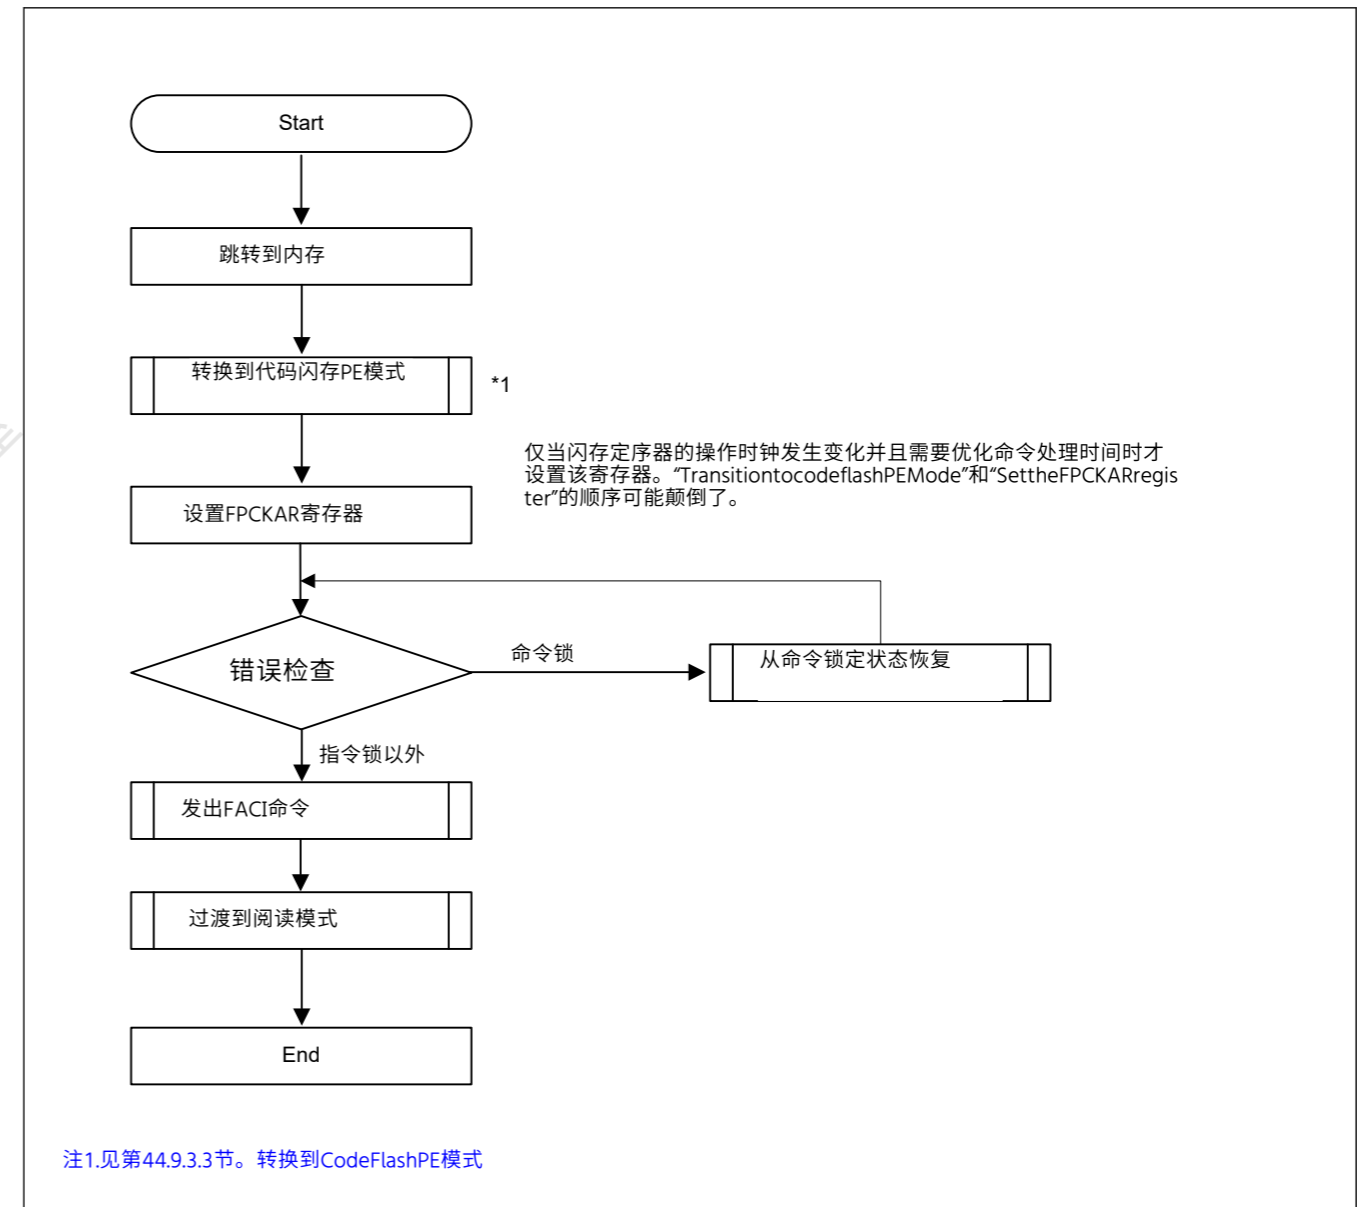 Start
跳转到内存
转换到代码闪存PE模式
*1
仅当闪存定序器的操作时钟发生变化并且需要优化命令处理时间时才
设置该寄存器。“TransitiontocodeflashPEMode”和“SettheFPCKARregis
ter”的顺序可能颠倒了。
设置FPCKAR寄存器
错误检查
命令锁
从命令锁定状态恢复
指令锁以外
发出FACI命令
过渡到阅读模式
End
注1.见第44.9.3.3节。转换到CodeFlashPE模式